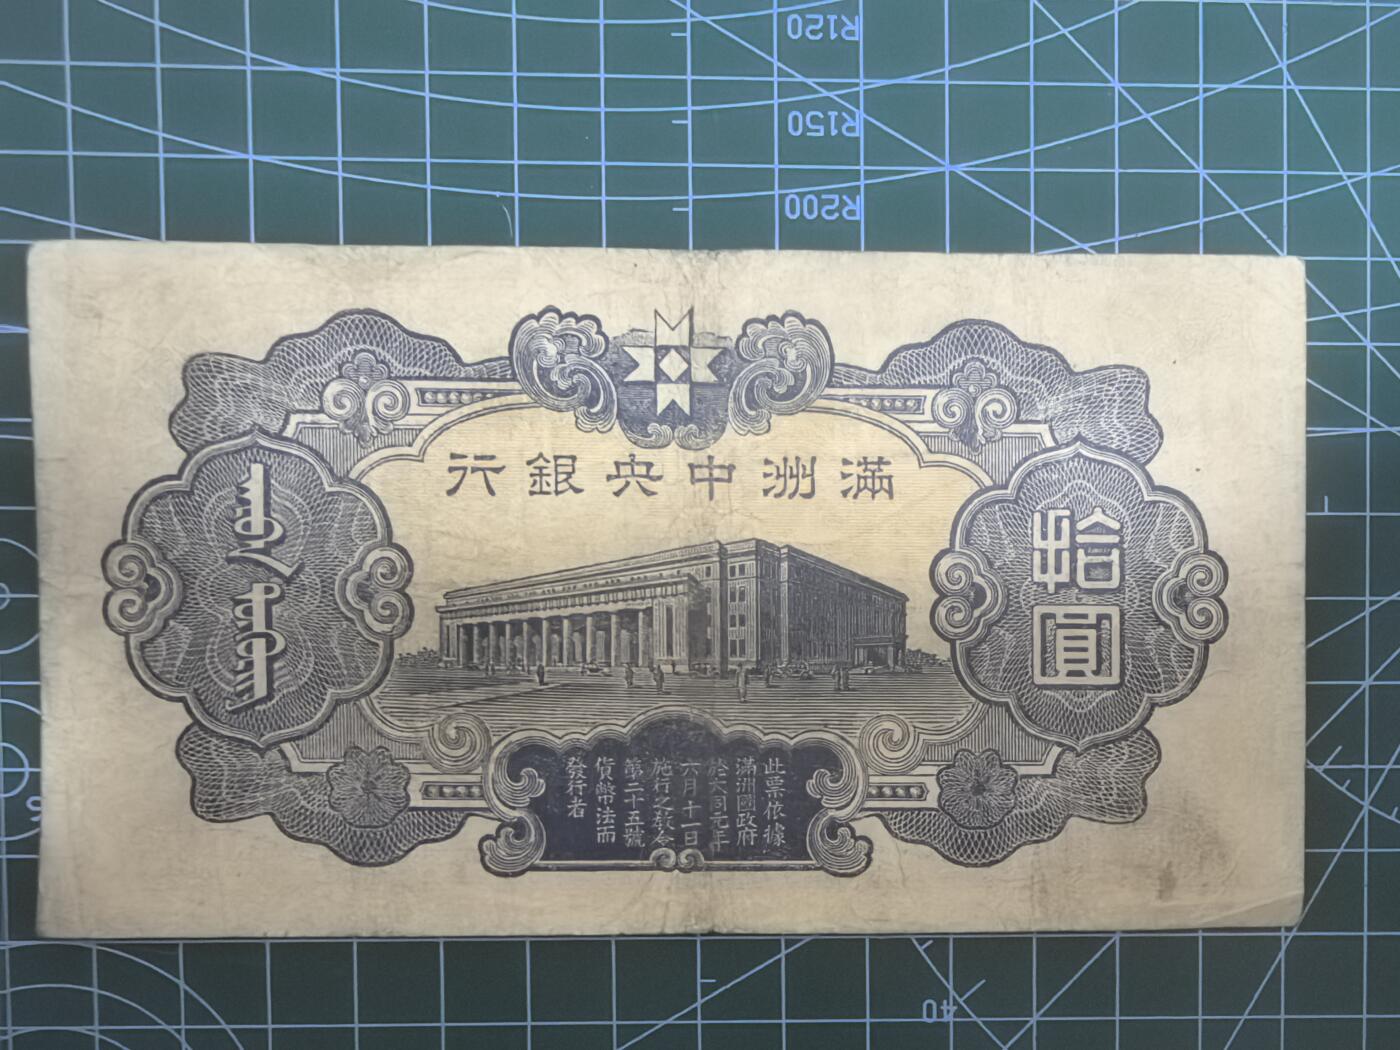 R120
R150
R200
滿洲中央銀行
拾圓
此票依據
滿洲國政府
於大同元年
六月十一日
施行之教令
第二十五號
貨幣法而
發行者
40